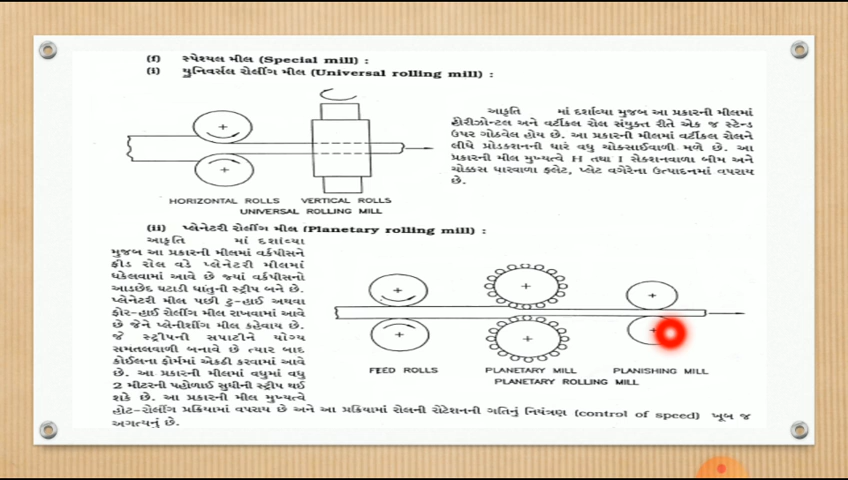 (f) સ્પેશ્યલ મીલ (Special mill) :
(i) યુનિવર્સલ રોલીંગ મીલ (Universal rolling mill) :
આકૃતિ માં દર્શાવ્યા મુજબ આ પ્રકારની મીલમાં
હોરીઝોન્ટલ અને વર્ટીકલ રોલ સંયુક્ત રીતે એક જ સ્ટેન્ડ
ઉપર ગોઠવેલ હોય છે. આ પ્રકારની મીલમાં વર્ટીકલ રોલને
લીધે પ્રોડક્શનની ધારં વધુ ચોક્સાઈવાળી મળે છે. આ
પ્રકારની મીલ મુખ્યત્વે H તથા I સેક્શનવાળા બીમ અને
ચોક્કસ ધારવાળા ફ્લેટ, પ્લેટ વગેરેના ઉત્પાદનમાં વપરાય
છે.
HORIZONTAL ROLLS VERTICAL ROLLS
UNIVERSAL ROLLING MILL
(ii) પ્લેનેટરી રોલીંગ મીલ (Planetary rolling mill) :
આકૃતિ માં દર્શાવ્યા
મુજબ આ પ્રકારની મીલમાં વર્કપીસને
ફીડ રોલ વડે પ્લેનેટરી મીલમાં
ધકેલવામાં આવે છે જ્યાં વર્કપીસનો
આડછેદ ઘટાડી ધાતુની સ્ટ્રીપ બને છે.
પ્લેનેટરી મીલ પછી ટુ-હાઈ અથવા
ફોર-હાઈ રોલીંગ મીલ રાખવામાં આવે
છે જેને પ્લેનીશીંગ મીલ કહેવાય છે.
જે સ્ટ્રીપની સપાટીને યોગ્ય
સમતલવાળી બનાવે છે ત્યાર બાદ
કોઈલના ફોર્મમાં એકઠી કરવામાં આવે
છે. આ પ્રકારની મીલમાં વધુમાં વધુ
2 મીટરની પહોળાઈ સુધીની સ્ટ્રીપ થઈ
શકે છે. આ પ્રકારની મીલ મુખ્યત્વે
હોટ-રોલીંગ પ્રક્રિયામાં વપરાય છે અને આ પ્રક્રિયામાં રોલની રોટેશનની ગતિનું નિયંત્રણ (control of speed) ખૂબ જ
અગત્યનું છે.
FEED ROLLS PLANETARY MILL PLANISHING MILL
PLANETARY ROLLING MILL